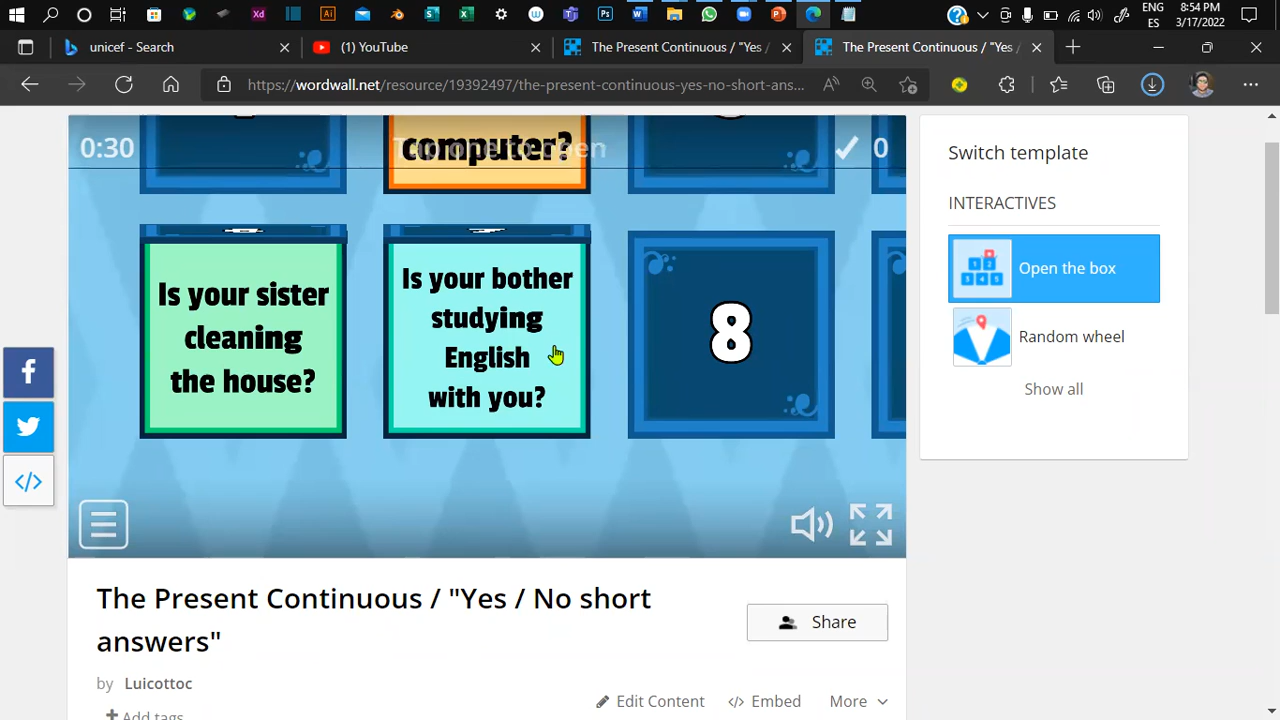 8:54 PM
3/17/2022
ENG
ES
unicef - Search
(1) YouTube
The Present Continuous / "Yes /
The Present Continuous / "Yes /
https://wordwall.net/resource/19392497/the-present-continuous-yes-no-short-ans...
0:30
Tap one to open
0
computer?
Is your sister
cleaning
the house?
Is your bother
studying
English
with you?
8
Switch template
INTERACTIVES
Open the box
Random wheel
Show all
The Present Continuous / "Yes / No short
answers"
Share
by Luicottoc
Edit Content
Embed
More
Add tags